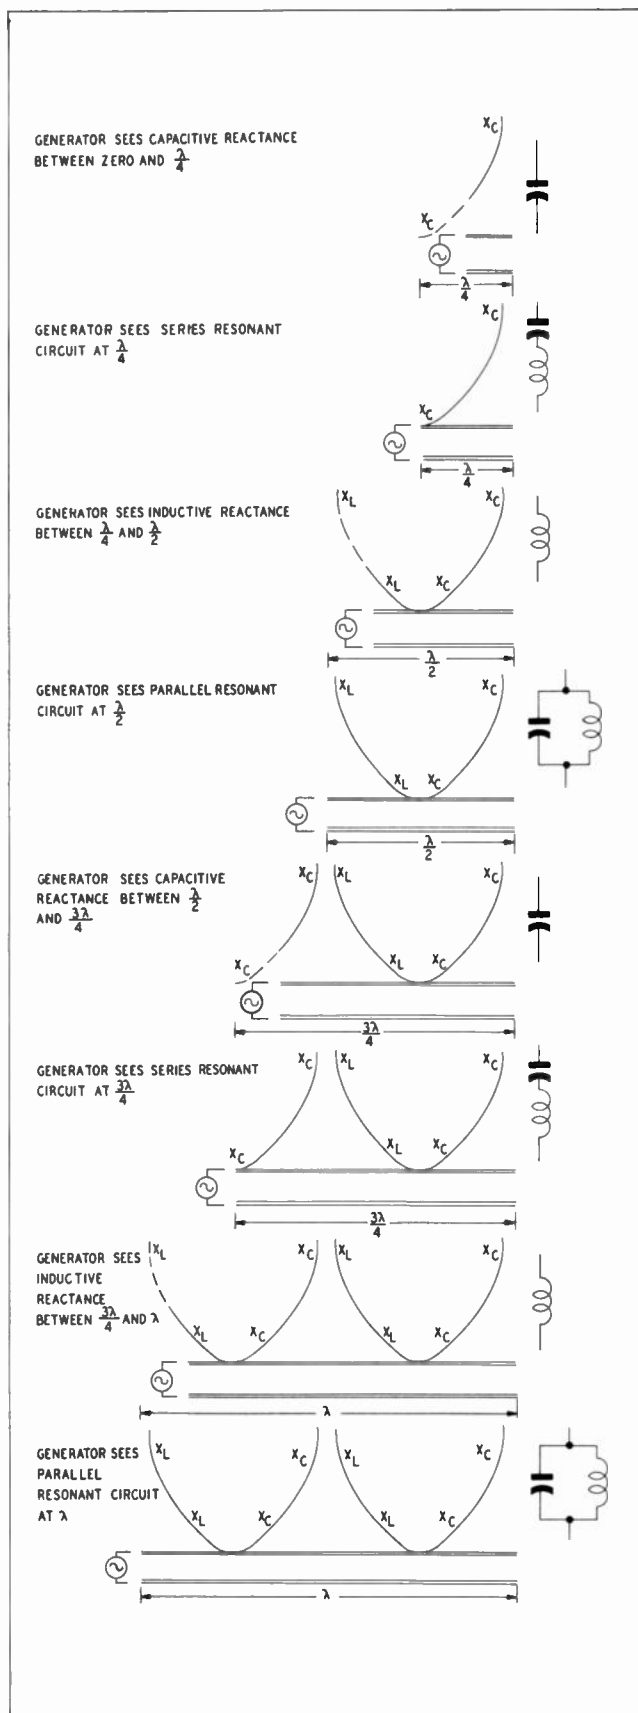 GENERATOR SEES CAPACITIVE REACTANCE
BETWEEN ZERO AND λ/4
X_C
X_C
λ/4
GENERATOR SEES SERIES RESONANT
CIRCUIT AT λ/4
X_C
X_C
λ/4
GENERATOR SEES INDUCTIVE REACTANCE
BETWEEN λ/4 AND λ/2
X_L X_C
X_L X_C
λ/2
GENERATOR SEES PARALLEL RESONANT
CIRCUIT AT λ/2
X_L X_C
X_L X_C
λ/2
GENERATOR SEES CAPACITIVE
REACTANCE BETWEEN λ/2
AND 3λ/4
X_C X_L X_C
X_C X_L X_C
3λ/4
GENERATOR SEES SERIES RESONANT
CIRCUIT AT 3λ/4
X_C X_L X_C
X_C X_L X_C
3λ/4
GENERATOR SEES
INDUCTIVE
REACTANCE
BETWEEN 3λ/4 AND λ
X_L X_C X_L X_C
X_L X_C X_L X_C
λ
GENERATOR SEES
PARALLEL
RESONANT CIRCUIT
AT λ
X_L X_C X_L X_C
X_L X_C X_L X_C
λ